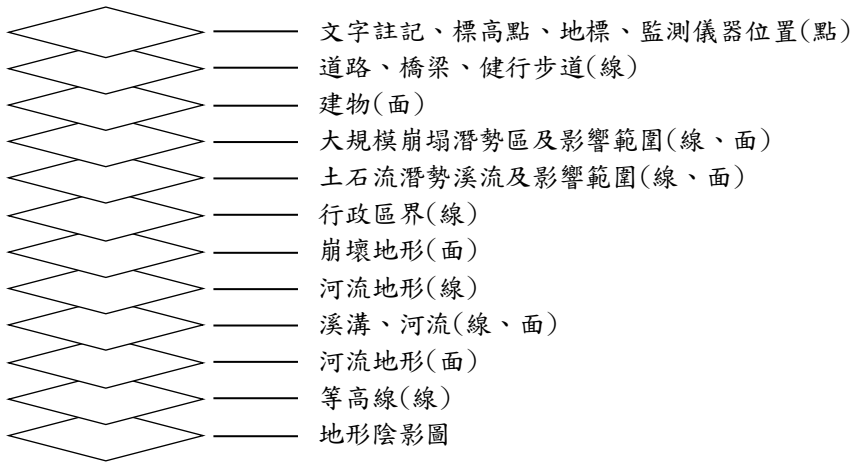 文字註記、標高點、地標、監測儀器位置(點)
道路、橋梁、健行步道(線)
建物(面)
大規模崩塌潛勢區及影響範圍(線、面)
土石流潛勢溪流及影響範圍(線、面)
行政區界(線)
崩壞地形(面)
河流地形(線)
溪溝、河流(線、面)
河流地形(面)
等高線(線)
地形陰影圖